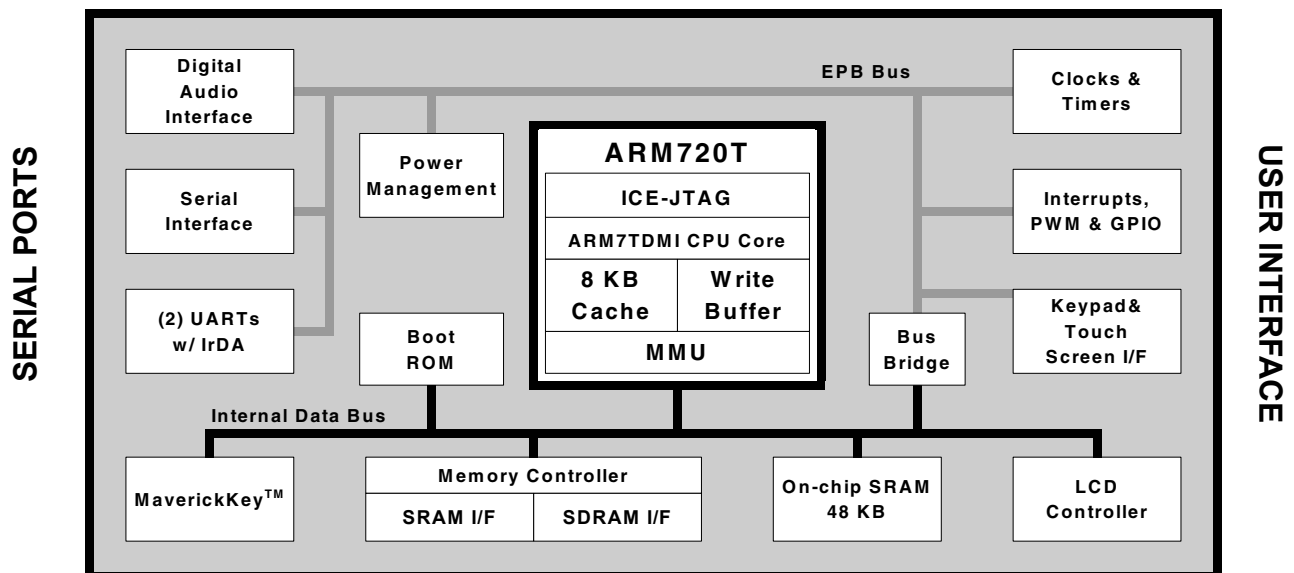 SERIAL PORTS
Digital
Audio
Interface
Serial
Interface
(2) UARTs
w/ IrDA
Power
Management
Boot
ROM
EPB Bus
ARM720T
ICE-JTAG
ARM7TDMI CPU Core
8 KB
Cache
Write
Buffer
MMU
Bus
Bridge
Clocks &
Timers
Interrupts,
PWM & GPIO
Keypad&
Touch
Screen I/F
USER INTERFACE
Internal Data Bus
MaverickKey™
Memory Controller
SRAM I/F
SDRAM I/F
On-chip SRAM
48 KB
LCD
Controller